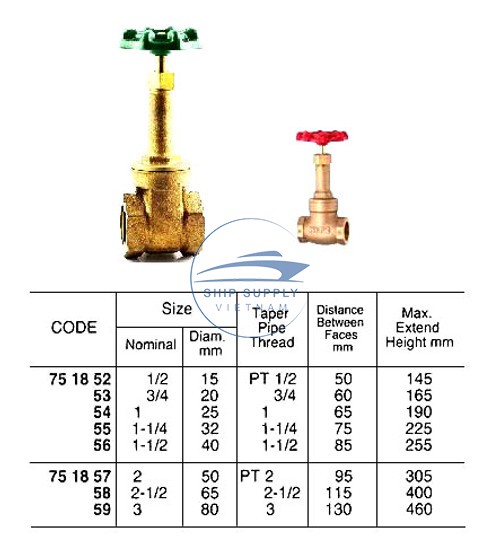 SHIP SUPPLY
VIETNAM
CODE Size Taper Pipe Thread Distance Between Faces mm Max. Extend Height mm
Nominal Diam. mm
75 18 52 1/2 15 PT 1/2 50 145
53 3/4 20 3/4 60 165
54 1 25 1 65 190
55 1-1/4 32 1-1/4 75 225
56 1-1/2 40 1-1/2 85 255
75 18 57 2 50 PT 2 95 305
58 2-1/2 65 2-1/2 115 400
59 3 80 3 130 460